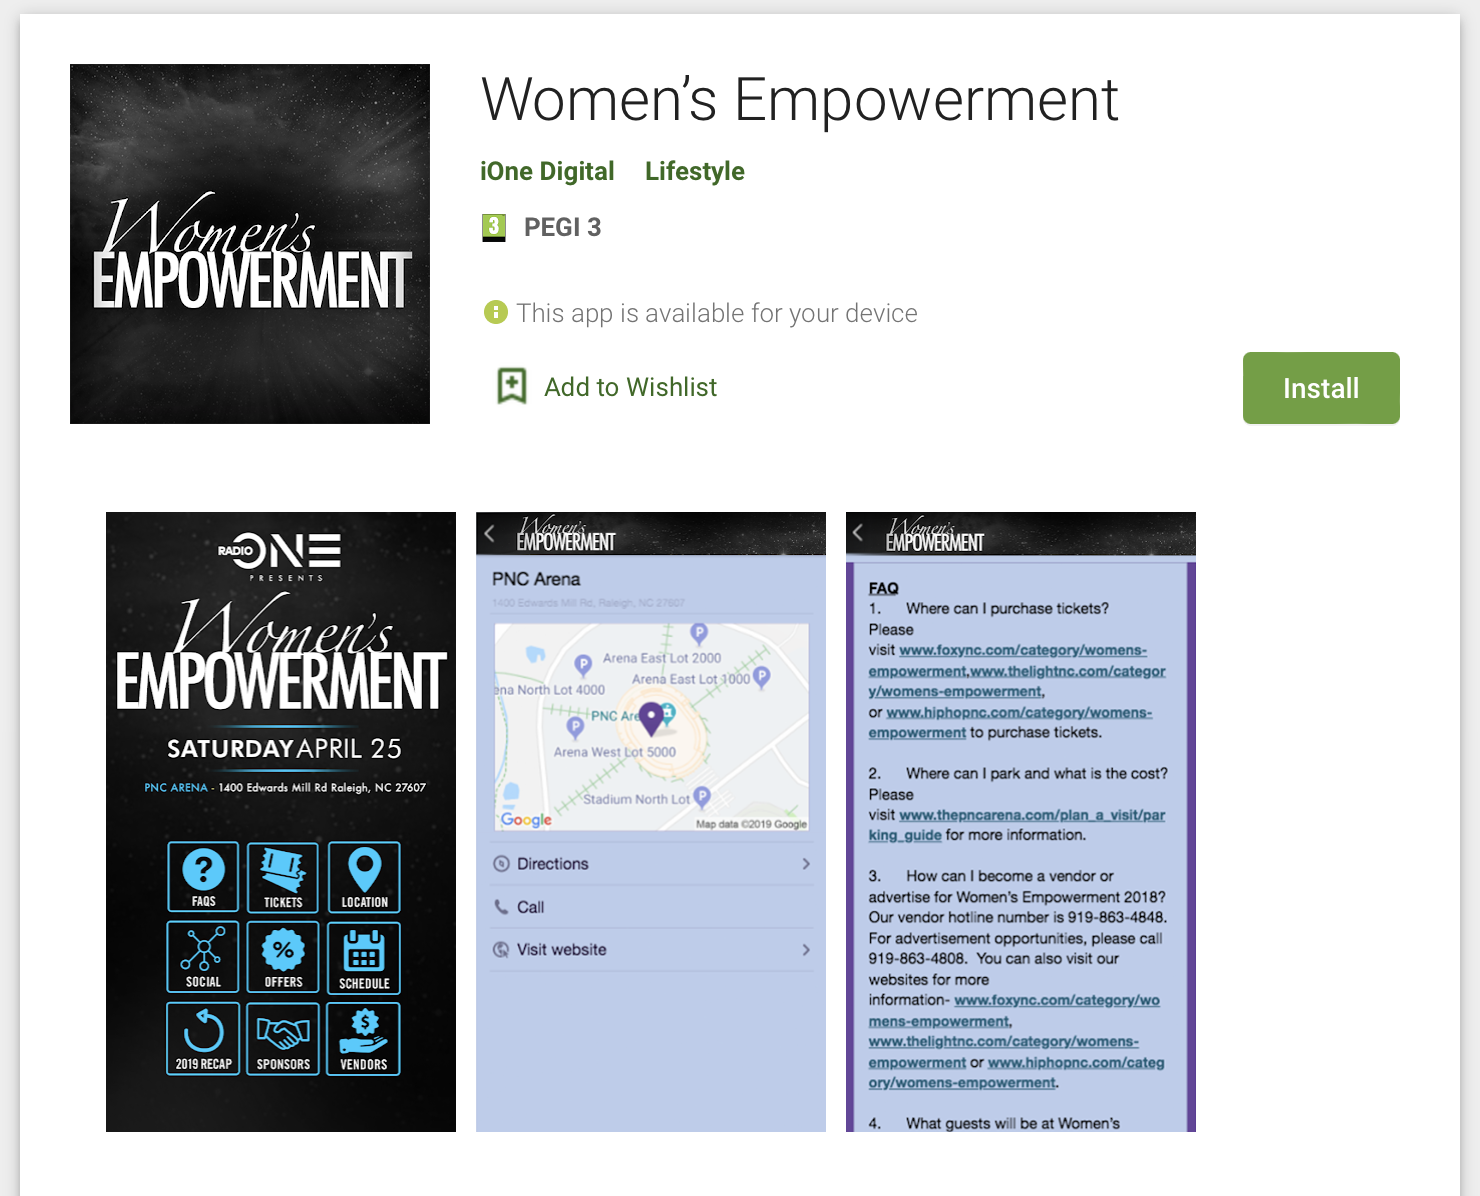 Women's
EMPOWERMENT
Women’s Empowerment
iOne Digital Lifestyle
3 PEGI 3
This app is available for your device
Add to Wishlist
Install
RADIO ONE
PRESENTS
Women's
EMPOWERMENT
SATURDAY APRIL 25
PNC ARENA - 1400 Edwards Mill Rd Raleigh, NC 27607
FAQS TICKETS LOCATION
SOCIAL OFFERS SCHEDULE
2019 RECAP SPONSORS VENDORS
Women's
EMPOWERMENT
PNC Arena
1400 Edwards Mill Rd, Raleigh, NC 27607
Arena East Lot 2000
Arena East Lot 1000
ena North Lot 4000
PNC Are
Arena West Lot 5000
Stadium North Lot
Google
Map data ©2019 Google
Directions
Call
Visit website
Women's
EMPOWERMENT
FAQ
1. Where can I purchase tickets?
Please
visit www.foxync.com/category/womens-
empowerment,www.thelightnc.com/categor
y/womens-empowerment,
or www.hiphopnc.com/category/womens-
empowerment to purchase tickets.
2. Where can I park and what is the cost?
Please
visit www.thepncarena.com/plan_a_visit/par
king_guide for more information.
3. How can I become a vendor or
advertise for Women's Empowerment 2018?
Our vendor hotline number is 919-863-4848.
For advertisement opportunities, please call
919-863-4808. You can also visit our
websites for more
information- www.foxync.com/category/wo
mens-empowerment,
www.thelightnc.com/category/womens-
empowerment or www.hiphopnc.com/categ
ory/womens-empowerment.
4. What guests will be at Women's